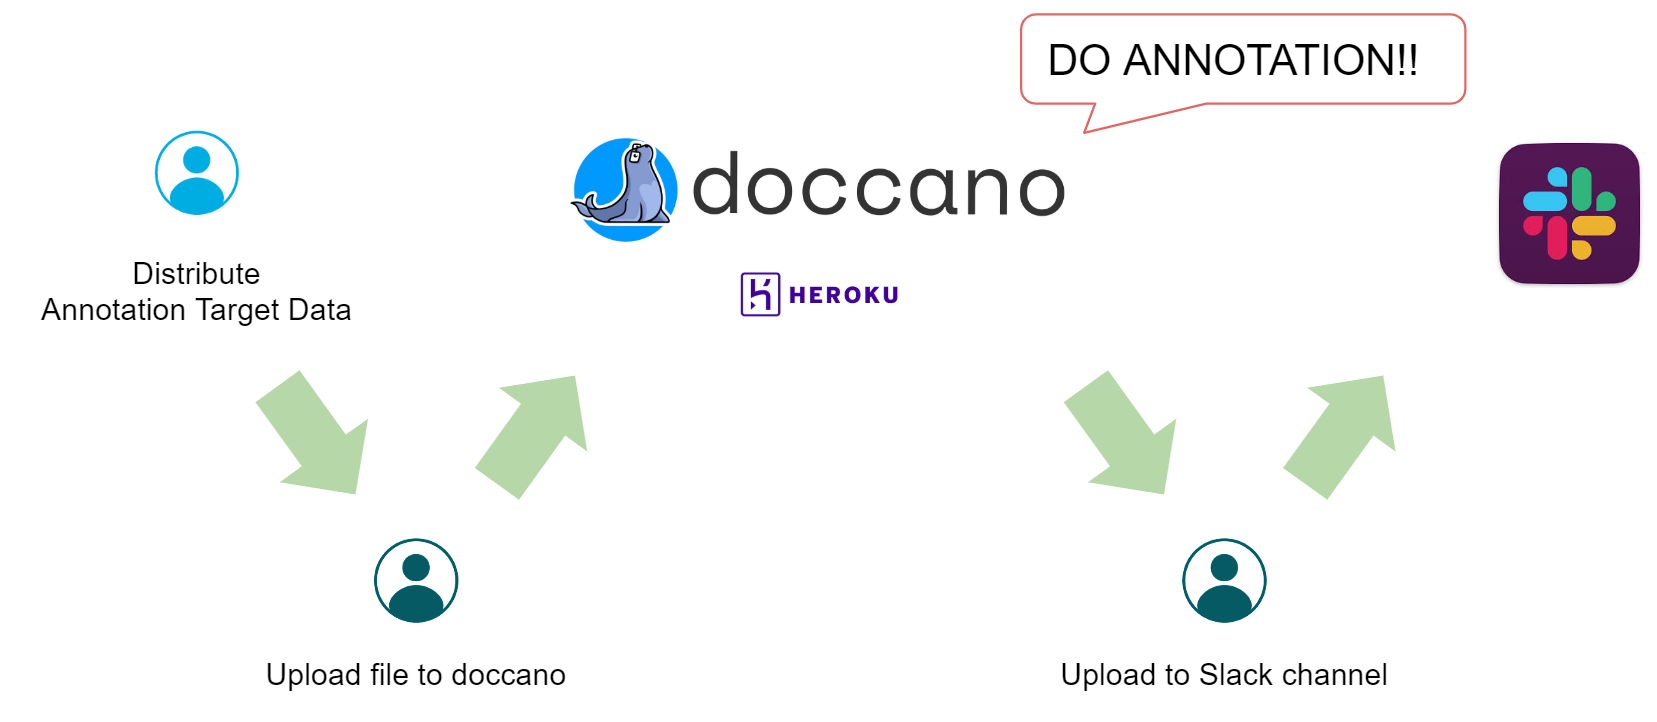 DO ANNOTATION!!
doccano
Distribute
Annotation Target Data
HEROKU
Upload file to doccano
Upload to Slack channel